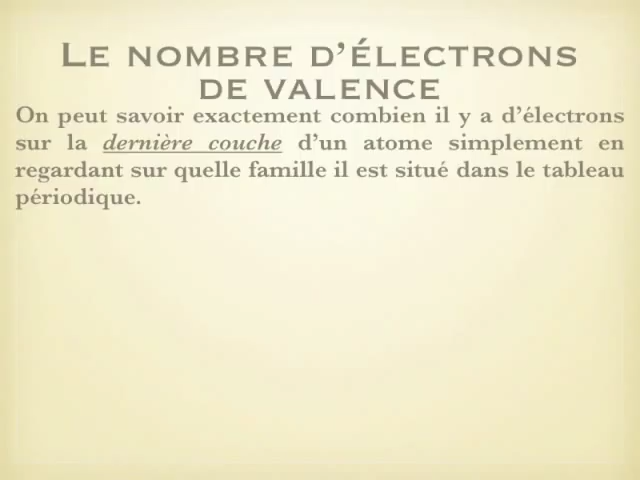 Le nombre d’électrons
de valence
On peut savoir exactement combien il y a d’électrons
sur la dernière couche d’un atome simplement en
regardant sur quelle famille il est situé dans le tableau
périodique.